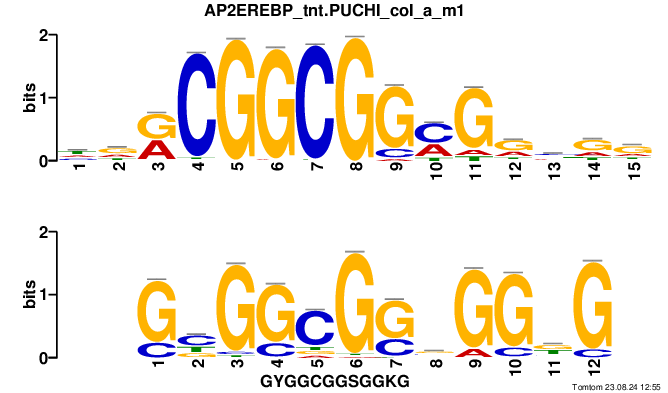 AP2EREBP_tnt.PUCHI_col_a_m1
bits
2
1
0
1 2 3 4 5 6 7 8 9 10 11 12 13 14 15
bits
2
1
0
1 2 3 4 5 6 7 8 9 10 11 12
GYGGCGGSGGKG
Tomtom 23.08.24 12:55